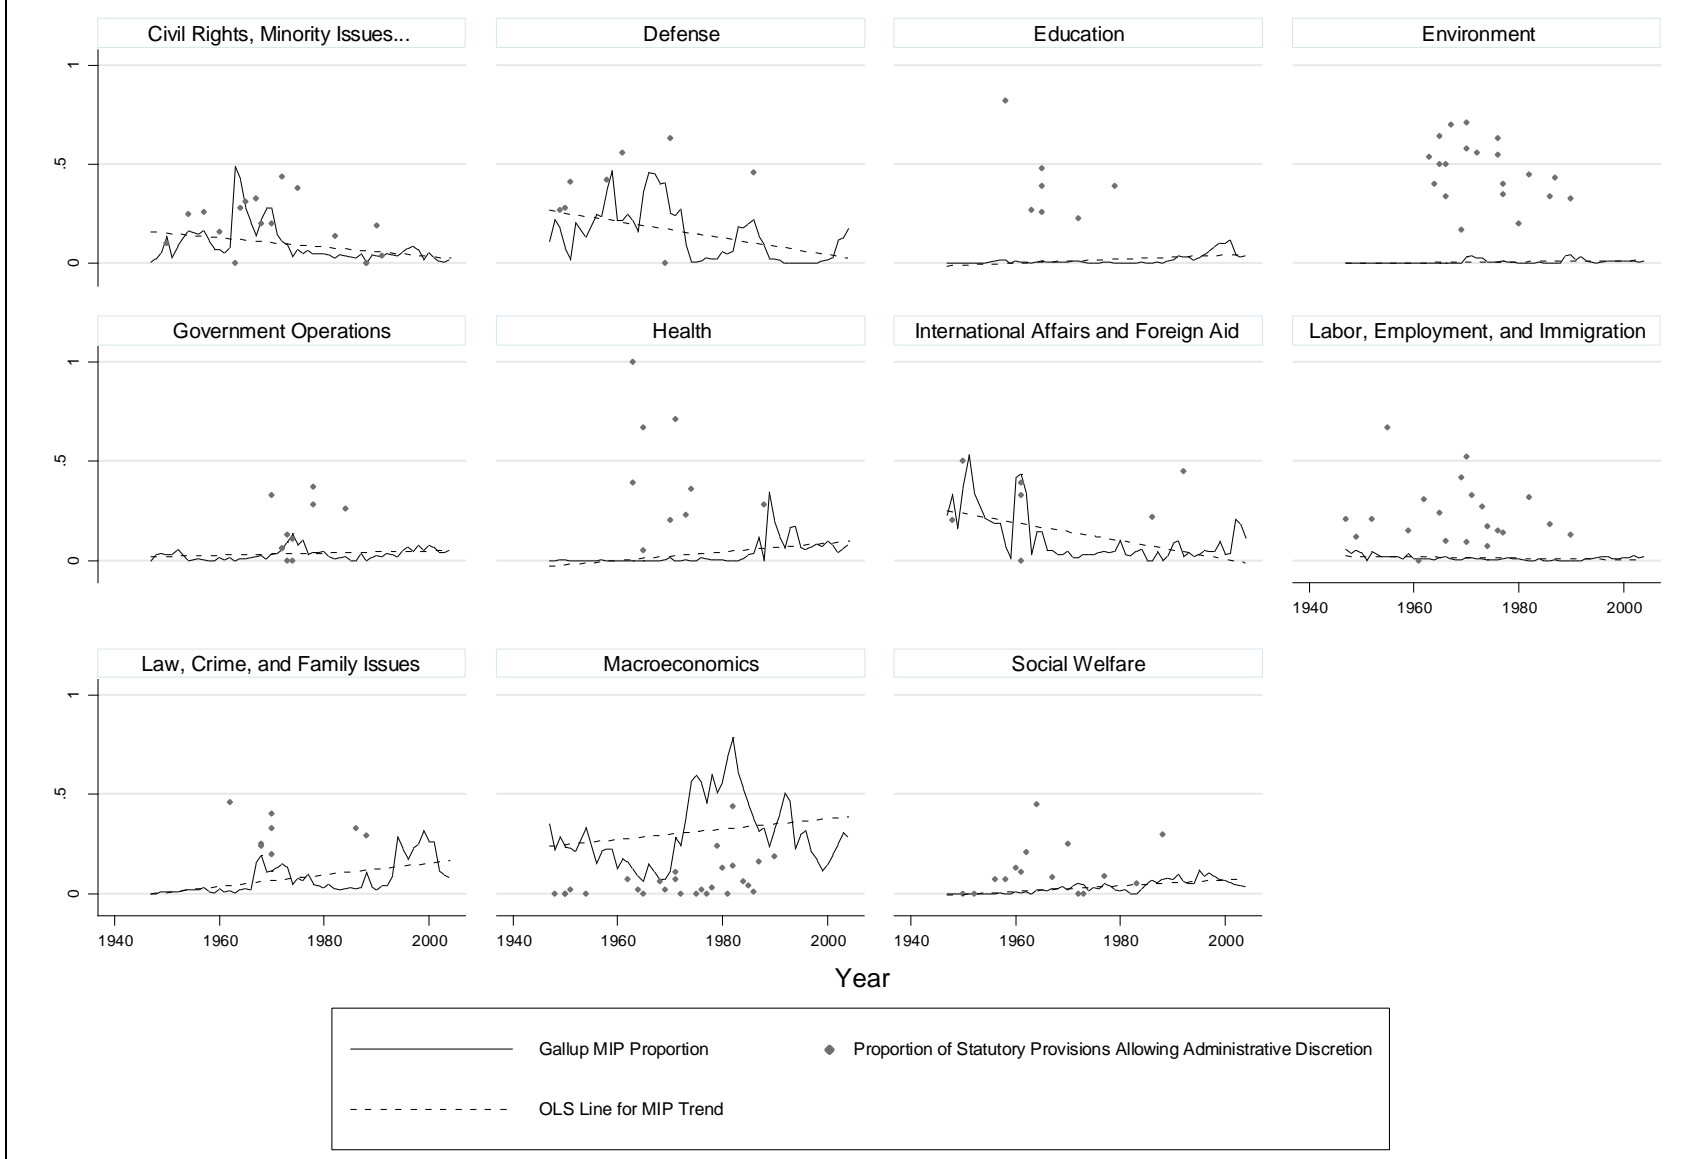 Civil Rights, Minority Issues...
Defense
Education
Environment
1
.5
0
Government Operations
Health
International Affairs and Foreign Aid
Labor, Employment, and Immigration
1
.5
0
1940 1960 1980 2000
Law, Crime, and Family Issues
Macroeconomics
Social Welfare
1
.5
0
1940 1960 1980 2000
1940 1960 1980 2000
1940 1960 1980 2000
Year
Gallup MIP Proportion
Proportion of Statutory Provisions Allowing Administrative Discretion
OLS Line for MIP Trend